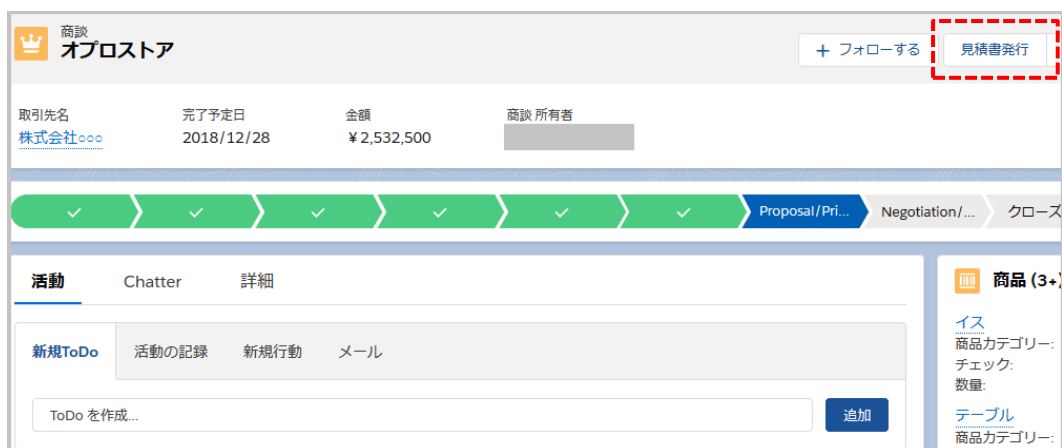 商談
オプロストア
+ フォローする
見積書発行
取引先名
完了予定日
金額
商談 所有者
株式会社○○○
2018/12/28
¥2,532,500
Proposal/Pri...
Negotiation/...
クローズ
活動
Chatter
詳細
商品 (3+)
新規ToDo
活動の記録
新規行動
メール
イス
商品カテゴリー:
チェック:
数量:
ToDo を作成...
追加
テーブル
商品カテゴリー: